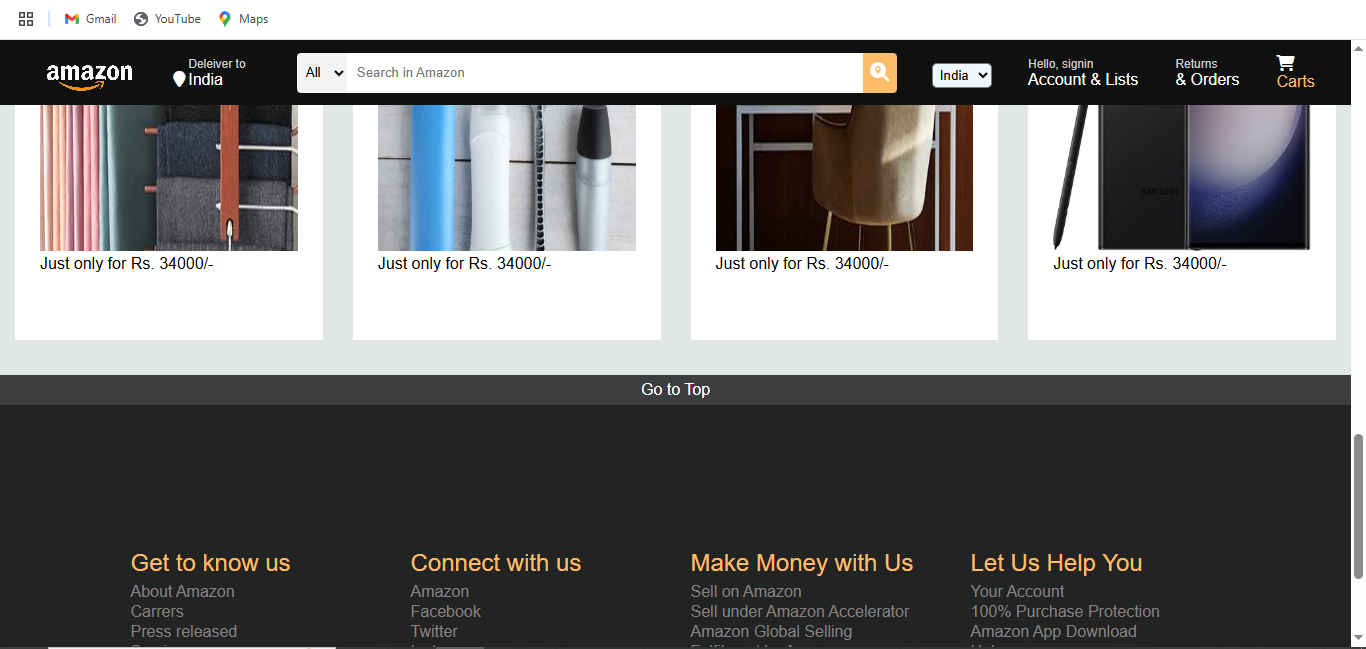 Gmail YouTube Maps
amazon
Deleiver to
India
All Search in Amazon
India
Hello, signin
Account & Lists
Returns
& Orders
Carts
SAMSUNG
Just only for Rs. 34000/- Just only for Rs. 34000/- Just only for Rs. 34000/- Just only for Rs. 34000/-
Go to Top
Get to know us
About Amazon
Carrers
Press released
Connect with us
Amazon
Facebook
Twitter
Make Money with Us
Sell on Amazon
Sell under Amazon Accelerator
Amazon Global Selling
Let Us Help You
Your Account
100% Purchase Protection
Amazon App Download